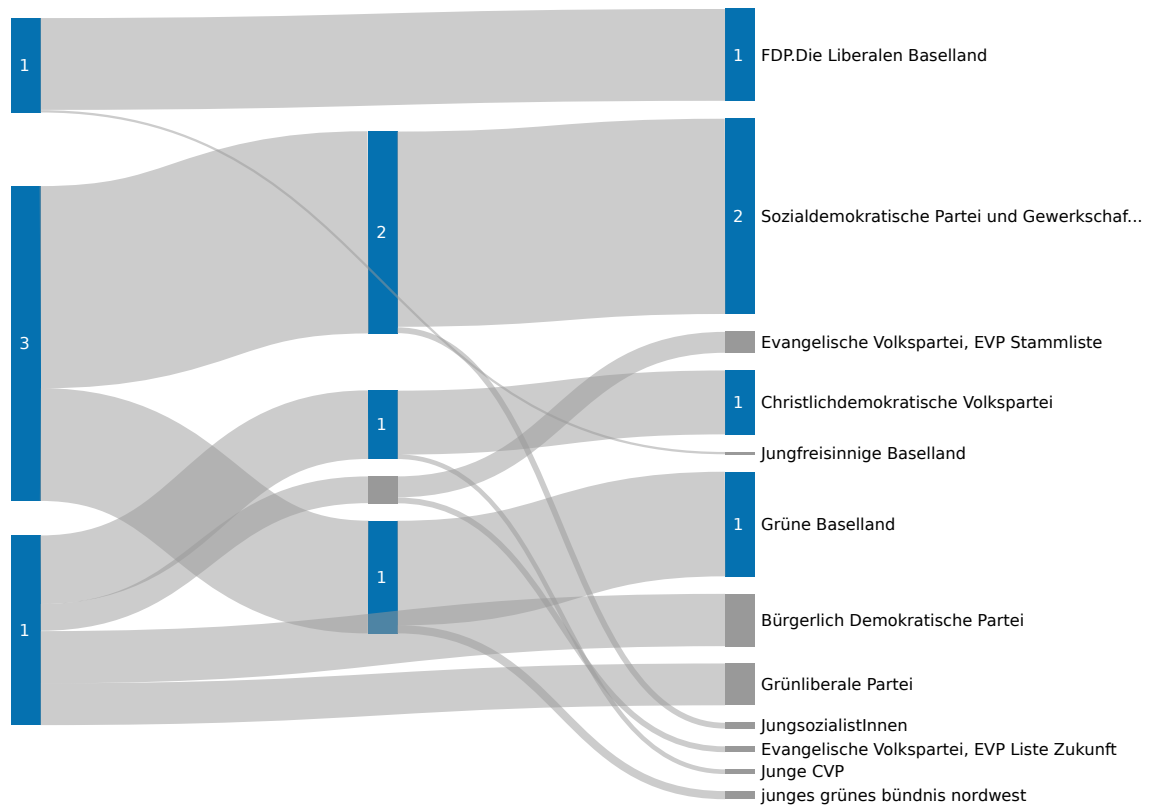 1
1 FDP.Die Liberalen Baselland
2
2 Sozialdemokratische Partei und Gewerkschaf...
3
Evangelische Volkspartei, EVP Stammliste
1
1 Christlichdemokratische Volkspartei
Jungfreisinnige Baselland
1 Grüne Baselland
1
1
Bürgerlich Demokratische Partei
Grünliberale Partei
JungsozialistInnen
Evangelische Volkspartei, EVP Liste Zukunft
Junge CVP
junges grünes bündnis nordwest